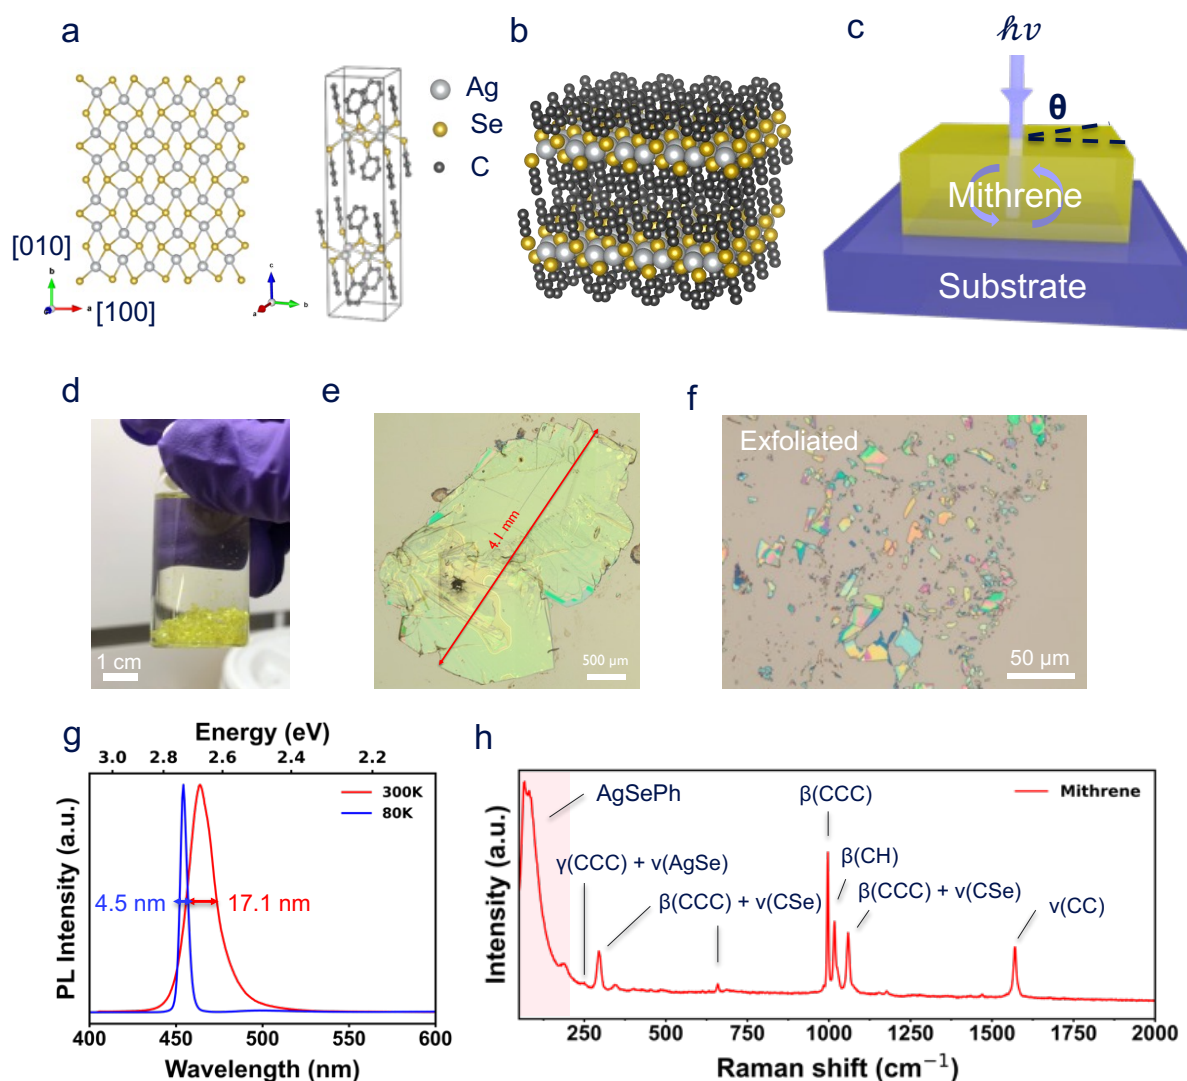 a
[010]
b
a
[100]
c
b
a
Ag
Se
C
b
c
hν
θ
Mithrene
Substrate
d
1 cm
e
4.1 mm
500 μm
f
Exfoliated
50 μm
g
Energy (eV)
3.0 2.8 2.6 2.4 2.2
300K
80K
4.5 nm
17.1 nm
PL Intensity (a.u.)
400 450 500 550 600
Wavelength (nm)
h
Mithrene
AgSePh
γ(CCC) + ν(AgSe)
β(CCC) + ν(CSe)
β(CCC)
β(CH)
β(CCC) + ν(CSe)
ν(CC)
Intensity (a.u.)
250 500 750 1000 1250 1500 1750 2000
Raman shift (cm⁻¹)